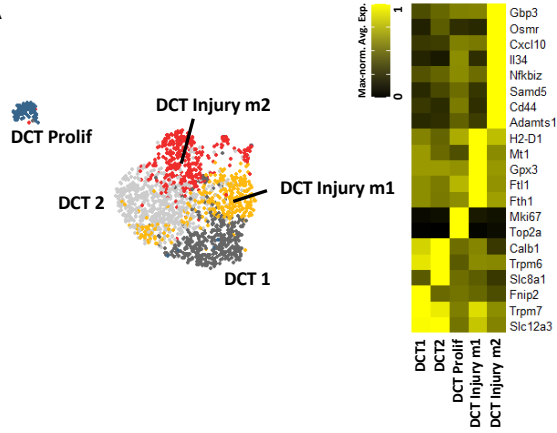 DCT Injury m2
DCT Prolif
DCT Injury m1
DCT 2
DCT 1
Max-norm. Avg. Exp.
1
0
Gbp3
Osmr
Cxcl10
Il34
Nfkbiz
Samd5
Cd44
Adamts1
H2-D1
Mt1
Gpx3
Ftl1
Fth1
Mki67
Top2a
Calb1
Trpm6
Slc8a1
Fnip2
Trpm7
Slc12a3
DCT1
DCT2
DCT Prolif
DCT Injury m1
DCT Injury m2